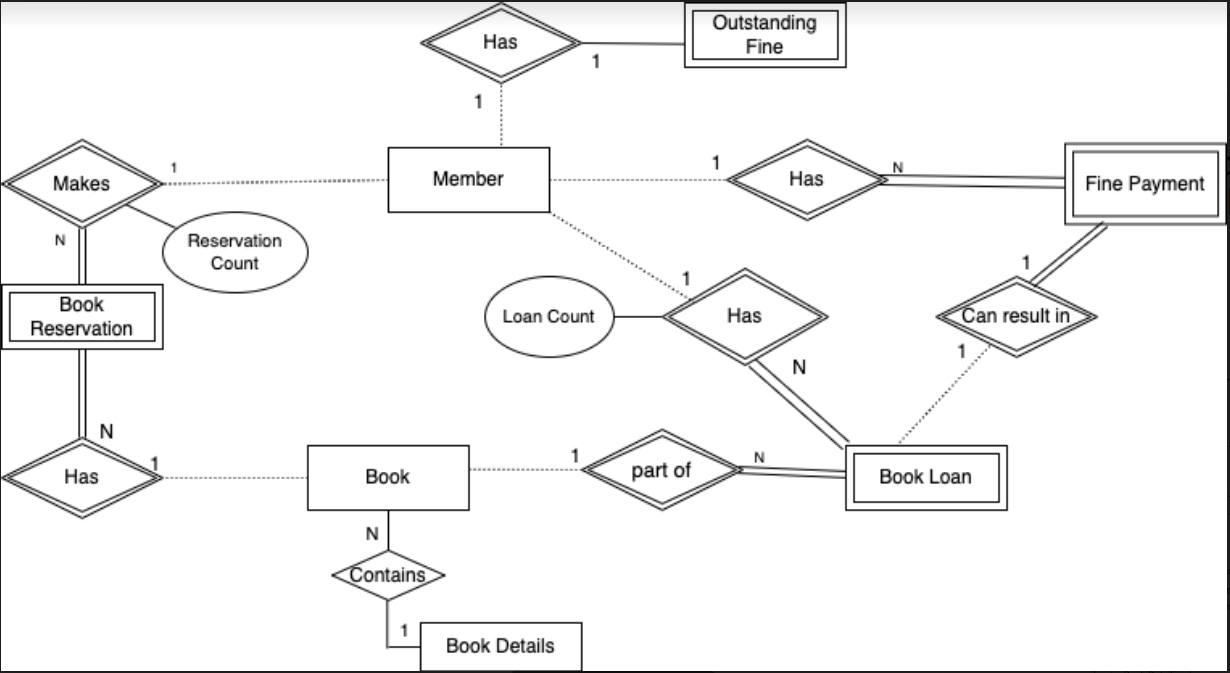 Outstanding
Fine
Has
1
1
Makes
1
Member
1
Has
N
Fine Payment
N
Reservation
Count
1
1
Book
Reservation
Loan Count
Has
Can result in
N
1
N
Has
1
Book
1
part of
N
Book Loan
N
Contains
1
Book Details